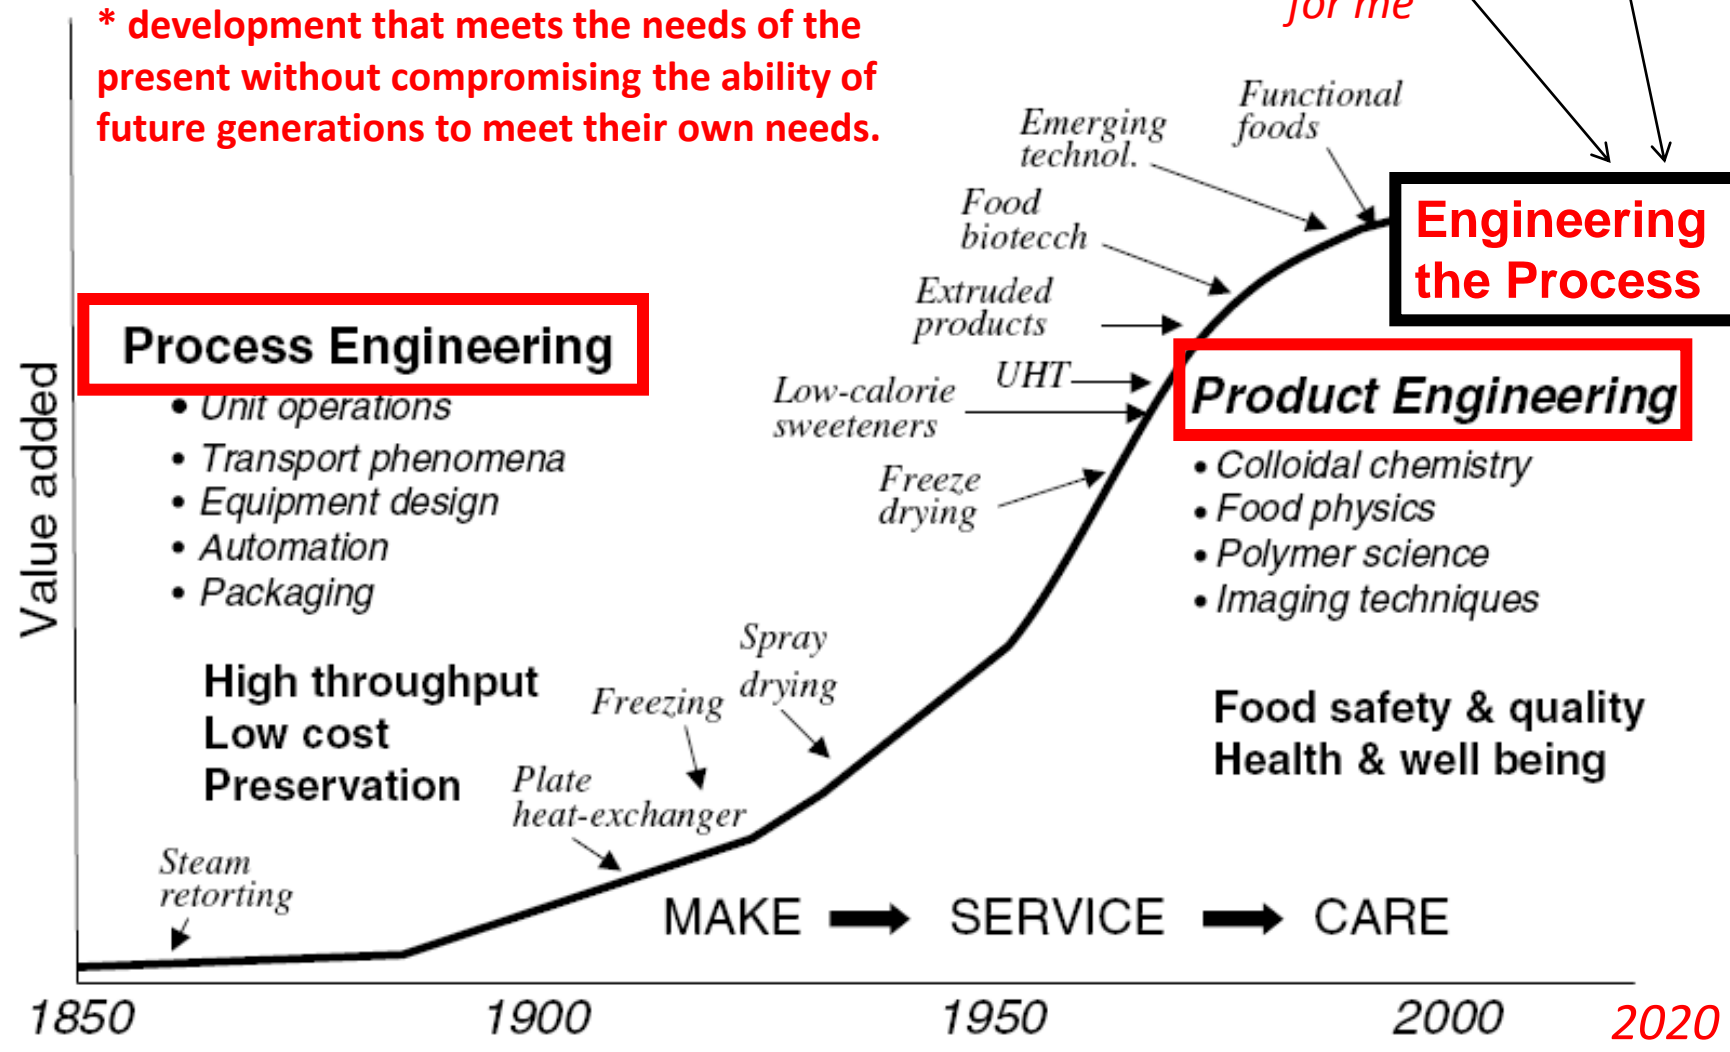 * development that meets the needs of the
present without compromising the ability of
future generations to meet their own needs.
for me
Functional
foods
Emerging
technol.
Food
biotecch
Engineering
the Process
Extruded
products
Process Engineering
• Unit operations
• Transport phenomena
• Equipment design
• Automation
• Packaging
UHT
Low-calorie
sweeteners
Product Engineering
• Colloidal chemistry
• Food physics
• Polymer science
• Imaging techniques
Freeze
drying
Value added
High throughput
Low cost
Preservation
Spray
drying
Freezing
Plate
heat-exchanger
Food safety & quality
Health & well being
Steam
retorting
MAKE → SERVICE → CARE
1850 1900 1950 2000 2020